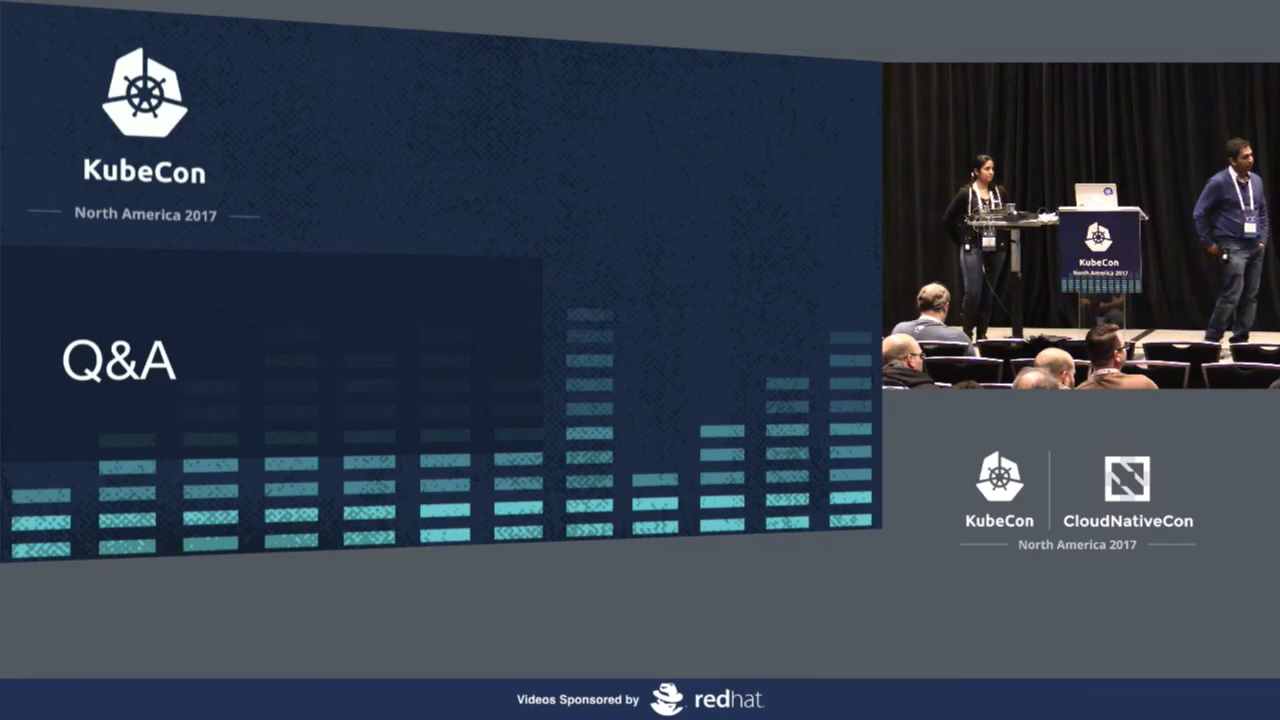 KubeCon
North America 2017
Q&A
KubeCon
North America 2017
KubeCon
CloudNativeCon
North America 2017
Videos Sponsored by
redhat.